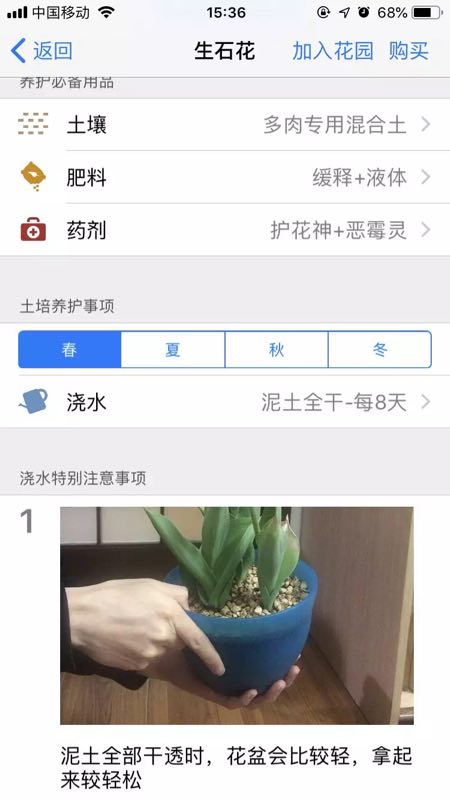 中国移动
15:36
68%
返回
生石花
加入花园
购买
养护必备用品
土壤
多肉专用混合土
肥料
缓释+液体
药剂
护花神+恶霉灵
土培养护事项
春
夏
秋
冬
浇水
泥土全干-每8天
浇水特别注意事项
1
泥土全部干透时，花盆会比较轻，拿起
来较轻松